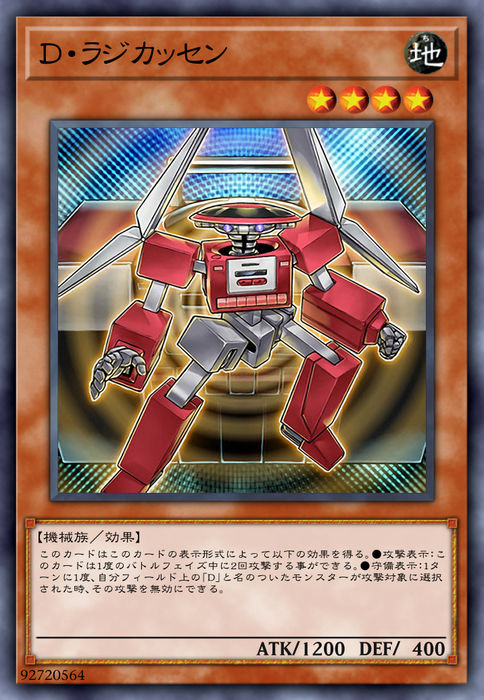 D・ラジカッセン
ち
地
【機械族／効果】
このカードはこのカードの表示形式によって以下の効果を得る。●攻撃表示：こ
のカードは1度のバトルフェイズ中に2回攻撃する事ができる。●守備表示：1タ
ーンに1度、自分フィールド上の「D」と名のついたモンスターが攻撃対象に選択
された時、その攻撃を無効にできる。
ATK/1200 DEF/ 400
92720564